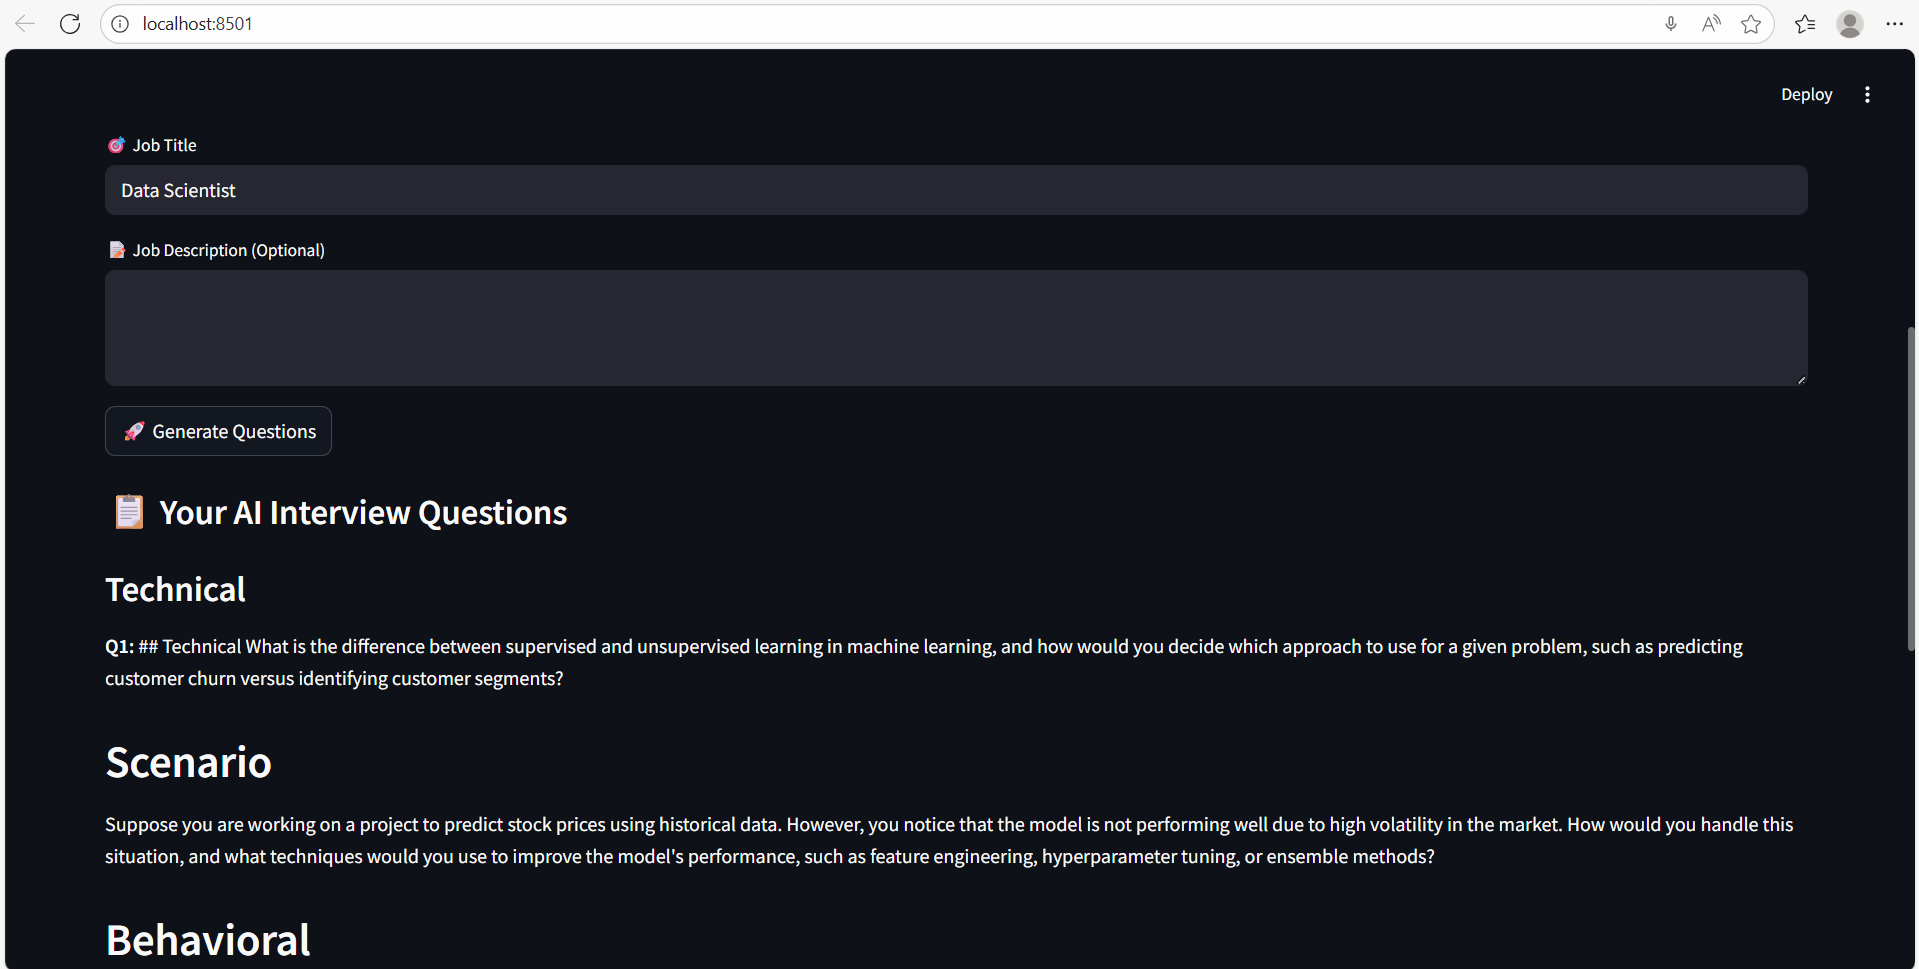 localhost:8501
Deploy
🎯 Job Title
Data Scientist
📝 Job Description (Optional)
🚀 Generate Questions
📋 Your AI Interview Questions
Technical
Q1: ## Technical What is the difference between supervised and unsupervised learning in machine learning, and how would you decide which approach to use for a given problem, such as predicting
customer churn versus identifying customer segments?
Scenario
Suppose you are working on a project to predict stock prices using historical data. However, you notice that the model is not performing well due to high volatility in the market. How would you handle this
situation, and what techniques would you use to improve the model's performance, such as feature engineering, hyperparameter tuning, or ensemble methods?
Behavioral